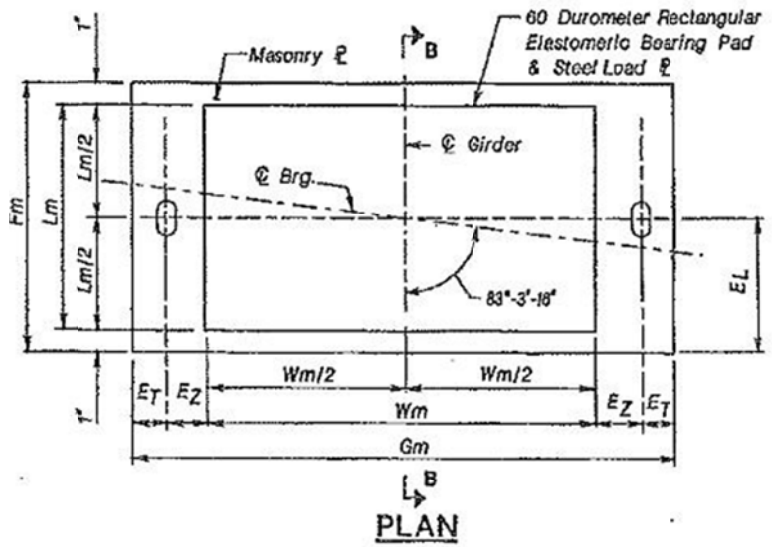 60 Durometer Rectangular
Elastomeric Bearing Pad
& Steel Load ⅊
Masonry ⅊
B
1"
℄ Girder
℄ Brg.
Fm
Lm
Lm/2
Lm/2
83°-3'-16"
EL
Wm/2
Wm/2
ET
EZ
Wm
EZ
ET
1"
Gm
B
PLAN